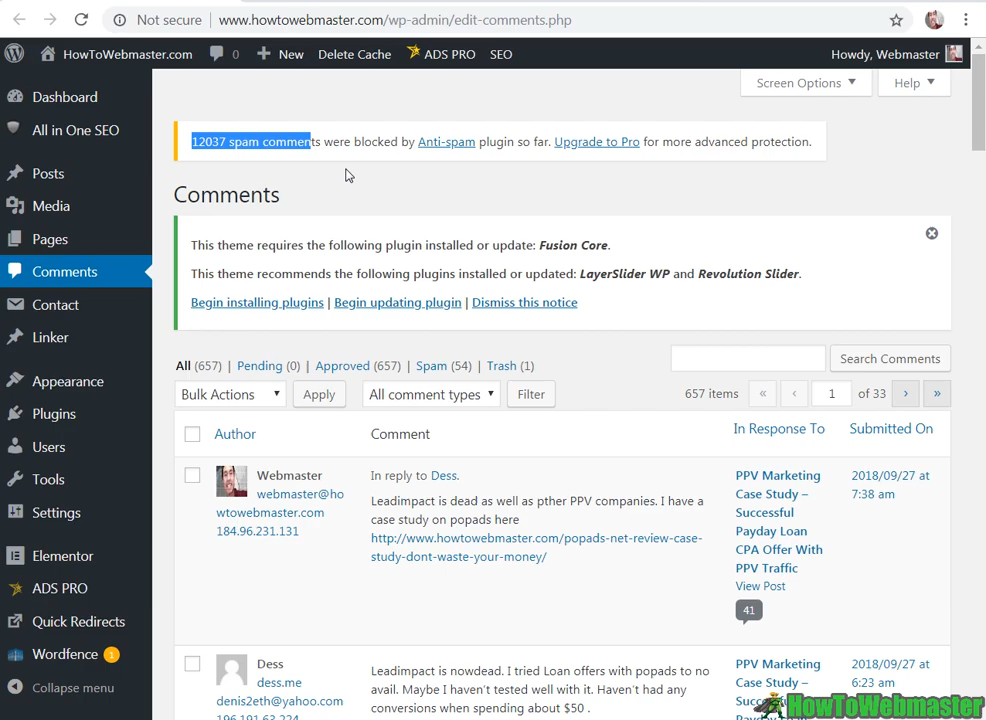 Not secure | www.howtowebmaster.com/wp-admin/edit-comments.php
HowToWebmaster.com 0 New Delete Cache ADS PRO SEO Howdy, Webmaster
Dashboard
All in One SEO
Posts
Media
Pages
Comments
Contact
Linker
Appearance
Plugins
Users
Tools
Settings
Elementor
ADS PRO
Quick Redirects
Wordfence 1
Collapse menu
Screen Options Help
12037 spam comments were blocked by Anti-spam plugin so far. Upgrade to Pro for more advanced protection.
Comments
This theme requires the following plugin installed or update: Fusion Core.
This theme recommends the following plugins installed or updated: LayerSlider WP and Revolution Slider.
Begin installing plugins | Begin updating plugin | Dismiss this notice
All (657) | Pending (0) | Approved (657) | Spam (54) | Trash (1)
Search Comments
Bulk Actions Apply All comment types Filter 657 items « ‹ 1 of 33 › »
Author Comment In Response To Submitted On
Webmaster
webmaster@ho
wtowebmaster.com
184.96.231.131
In reply to Dess.
Leadimpact is dead as well as pther PPV companies. I have a
case study on popads here
http://www.howtowebmaster.com/popads-net-review-case-
study-dont-waste-your-money/
PPV Marketing
Case Study –
Successful
Payday Loan
CPA Offer With
PPV Traffic
View Post
41
2018/09/27 at
7:38 am
Dess
dess.me
denis2eth@yahoo.com
196.191.63.224
Leadimpact is nowdead. I tried Loan offers with popads to no
avail. Maybe I haven't tested well with it. Haven't had any
conversions when spending about $50 .
PPV Marketing
Case Study –
2018/09/27 at
6:23 am
HowToWebmaster